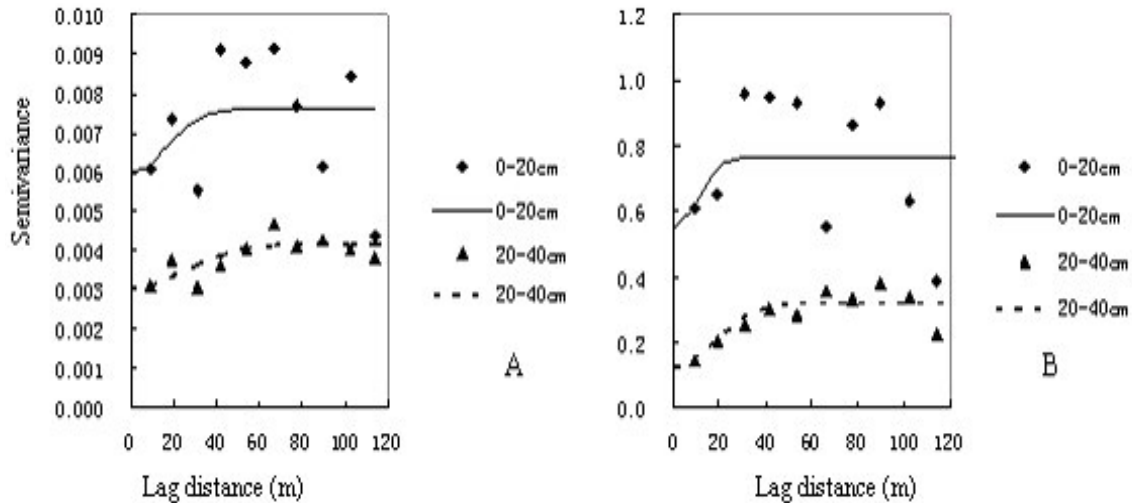 0.010
0.009
0.008
0.007
0.006
0.005
0.004
0.003
0.002
0.001
0.000
Semivariance
0 20 40 60 80 100 120
Lag distance (m)
0-20cm
0-20cm
20-40cm
20-40cm
A
1.2
1.0
0.8
0.6
0.4
0.2
0.0
0 20 40 60 80 100 120
Lag distance (m)
0-20cm
0-20cm
20-40cm
20-40cm
B